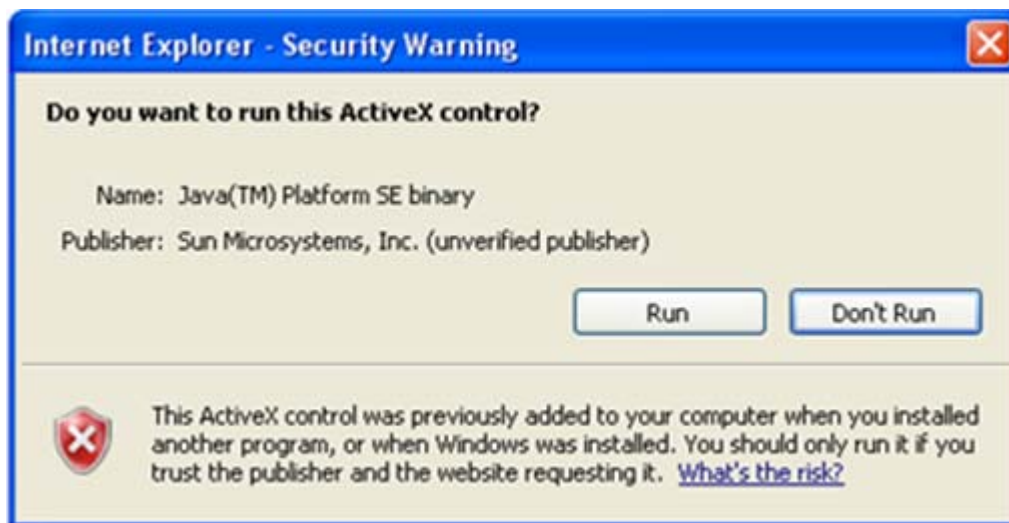 Internet Explorer - Security Warning
Do you want to run this ActiveX control?
Name: Java(TM) Platform SE binary
Publisher: Sun Microsystems, Inc. (unverified publisher)
Run Don't Run
This ActiveX control was previously added to your computer when you installed
another program, or when Windows was installed. You should only run it if you
trust the publisher and the website requesting it. What's the risk?